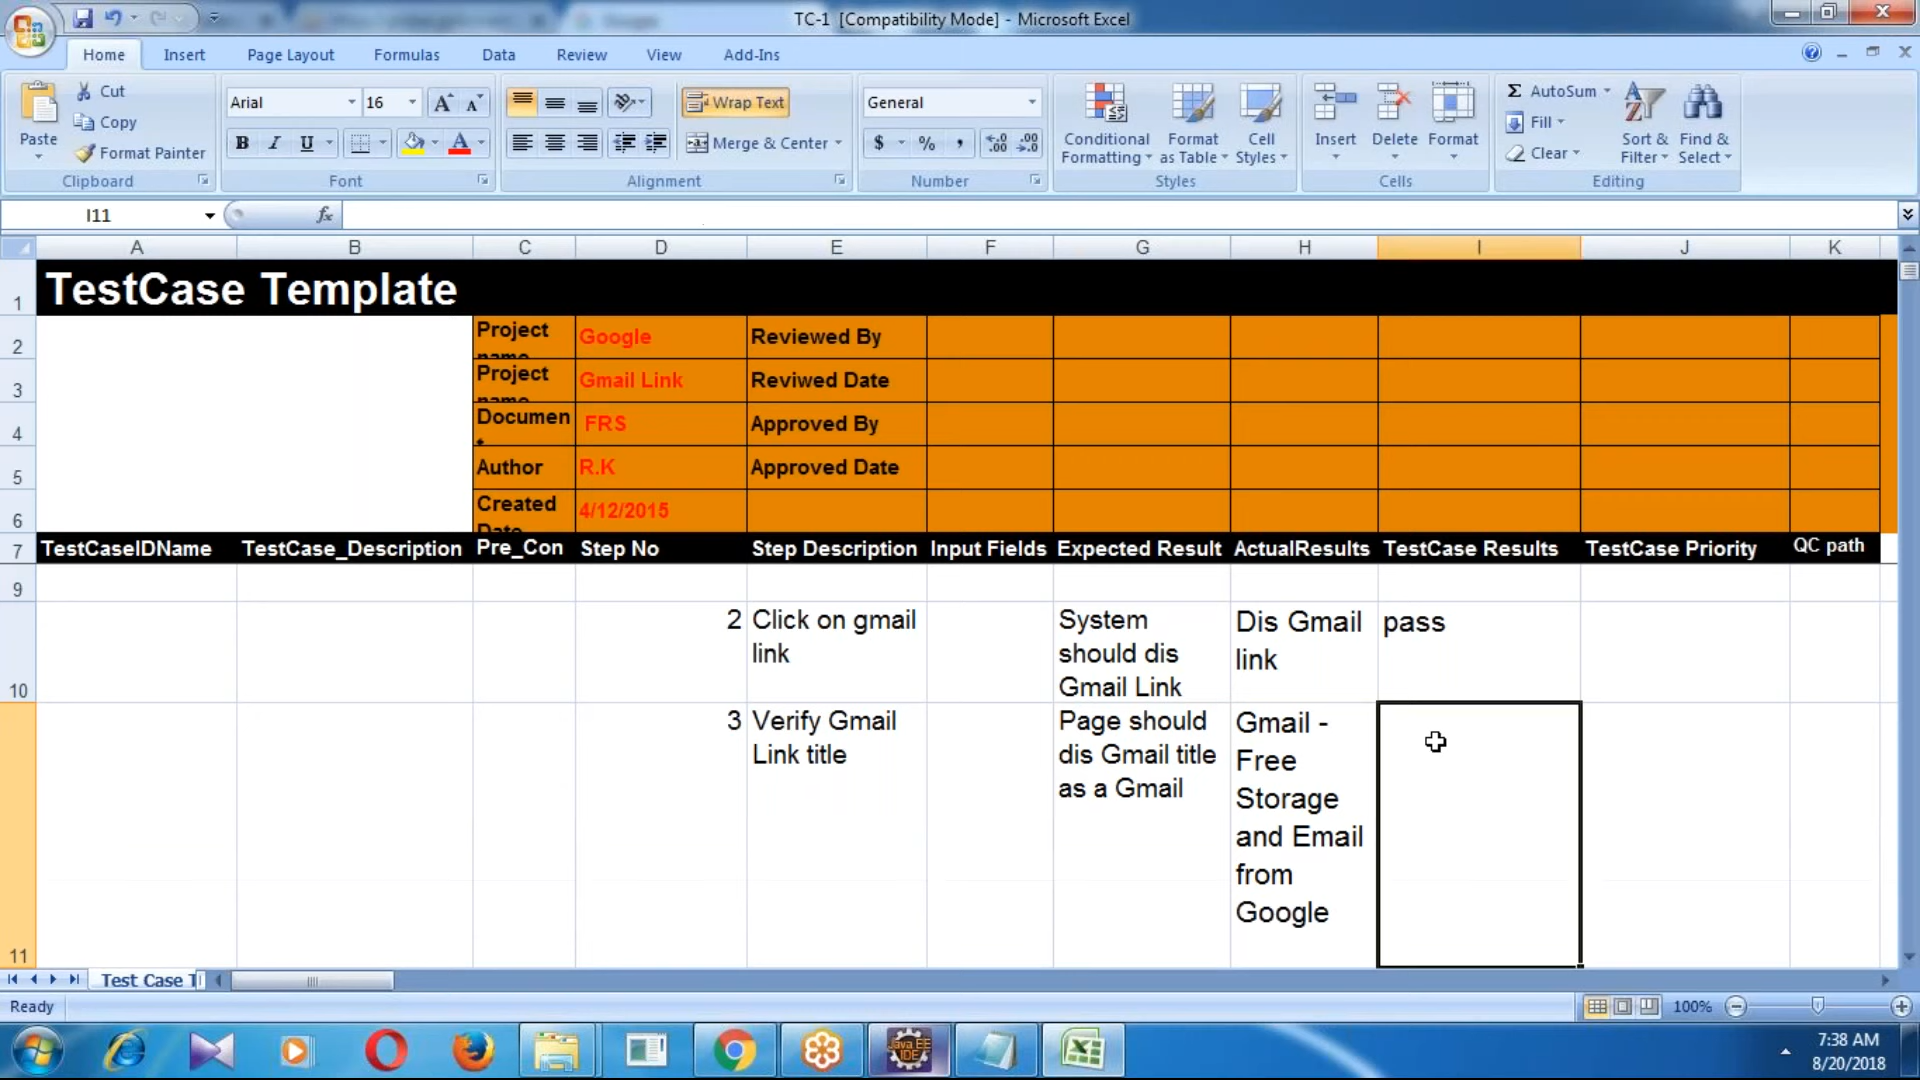 TC-1 [Compatibility Mode] - Microsoft Excel
Home Insert Page Layout Formulas Data Review View Add-Ins
Paste
Cut
Copy
Format Painter
Clipboard
Arial 16
B I U
Font
Wrap Text
Merge & Center
Alignment
General
$ % ,
Number
Conditional Formatting
Format as Table
Cell Styles
Styles
Insert Delete Format
Cells
AutoSum
Fill
Clear
Sort & Filter
Find & Select
Editing
I11 fx
A B C D E F G H I J K
1 TestCase Template
2 Project name Google Reviewed By
3 Project name Gmail Link Reviwed Date
4 Documen FRS Approved By
5 Author R.K Approved Date
6 Created Date 4/12/2015
7 TestCaseIDName TestCase_Description Pre_Con Step No Step Description Input Fields Expected Result ActualResults TestCase Results TestCase Priority QC path
9
10 2 Click on gmail link System should dis Gmail Link Dis Gmail link pass
11 3 Verify Gmail Link title Page should dis Gmail title as a Gmail Gmail - Free Storage and Email from Google
Test Case T
Ready 100%
Java EE IDE
7:38 AM
8/20/2018